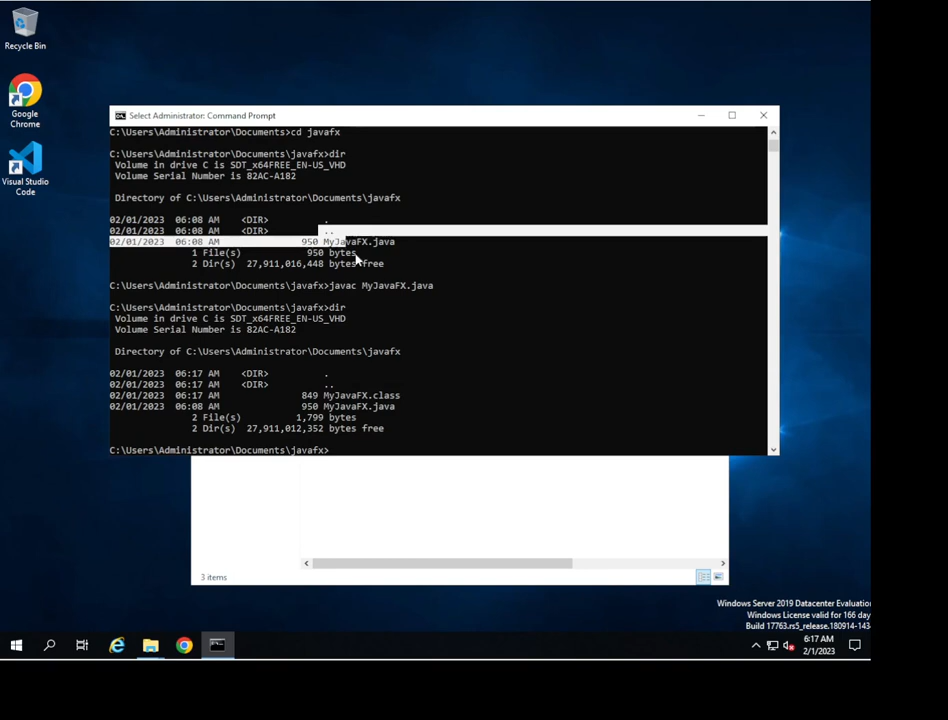 Recycle Bin
Google
Chrome
Visual Studio
Code
Select Administrator: Command Prompt
C:\Users\Administrator\Documents>cd javafx
C:\Users\Administrator\Documents\javafx>dir
Volume in drive C is SDT_x64FREE_EN-US_VHD
Volume Serial Number is 82AC-A182
Directory of C:\Users\Administrator\Documents\javafx
02/01/2023 06:08 AM <DIR> .
02/01/2023 06:08 AM <DIR> ..
02/01/2023 06:08 AM 950 MyJavaFX.java
1 File(s) 950 bytes
2 Dir(s) 27,911,016,448 bytes free
C:\Users\Administrator\Documents\javafx>javac MyJavaFX.java
C:\Users\Administrator\Documents\javafx>dir
Volume in drive C is SDT_x64FREE_EN-US_VHD
Volume Serial Number is 82AC-A182
Directory of C:\Users\Administrator\Documents\javafx
02/01/2023 06:17 AM <DIR> .
02/01/2023 06:17 AM <DIR> ..
02/01/2023 06:17 AM 849 MyJavaFX.class
02/01/2023 06:08 AM 950 MyJavaFX.java
2 File(s) 1,799 bytes
2 Dir(s) 27,911,012,352 bytes free
C:\Users\Administrator\Documents\javafx>
3 items
Windows Server 2019 Datacenter Evaluation
Windows License valid for 166 day
Build 17763.rs5_release.180914-143
6:17 AM
2/1/2023